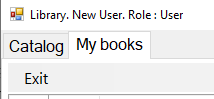 Library. New User. Role : User
Catalog My books
Exit